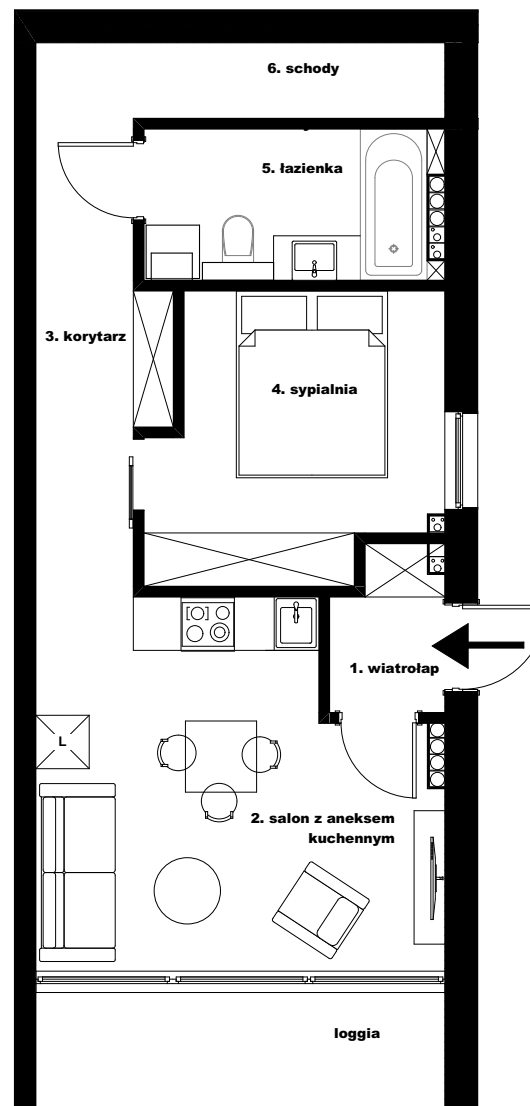 6. schody
5. łazienka
3. korytarz
4. sypialnia
1. wiatrołap
L
2. salon z aneksem
kuchennym
loggia